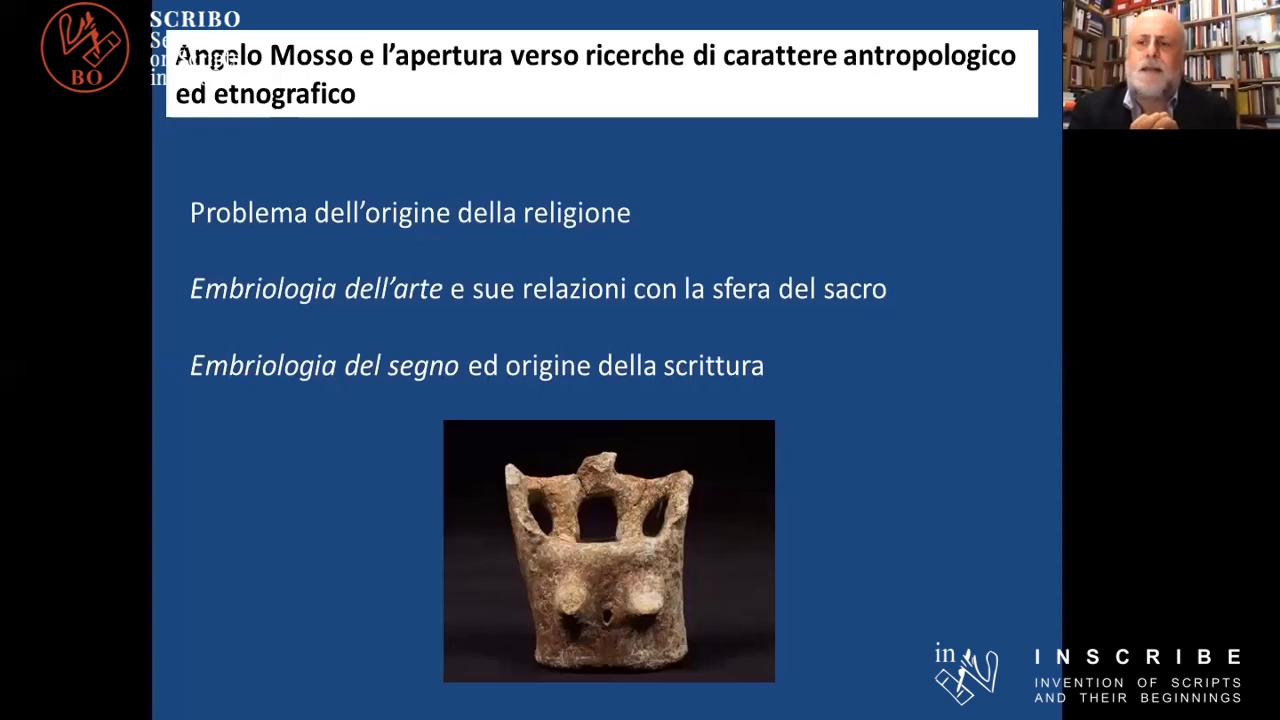 SCRIBO
BO
Angelo Mosso e l’apertura verso ricerche di carattere antropologico
ed etnografico
Problema dell’origine della religione
Embriologia dell’arte e sue relazioni con la sfera del sacro
Embriologia del segno ed origine della scrittura
in
INSCRIBE
INVENTION OF SCRIPTS
AND THEIR BEGINNINGS